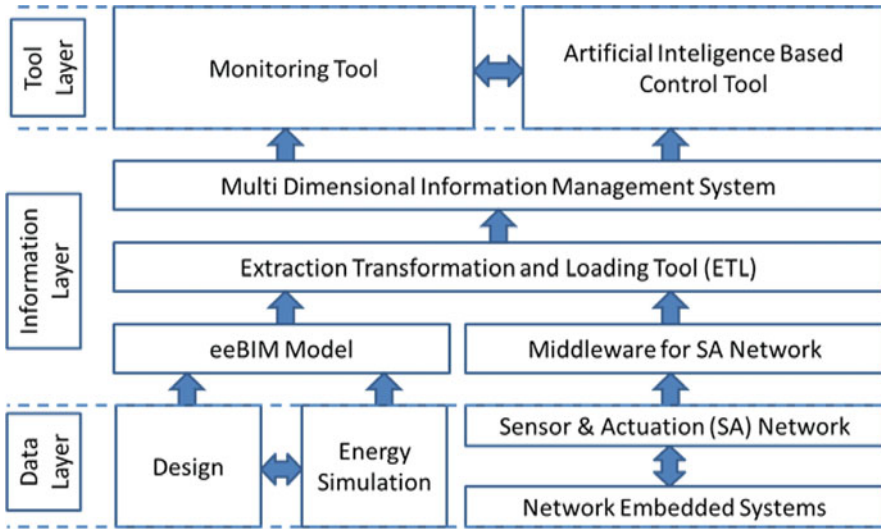 Tool
Layer
Monitoring Tool
Artificial Inteligence Based
Control Tool
Information
Layer
Multi Dimensional Information Management System
Extraction Transformation and Loading Tool (ETL)
eeBIM Model
Middleware for SA Network
Data
Layer
Design
Energy
Simulation
Sensor & Actuation (SA) Network
Network Embedded Systems